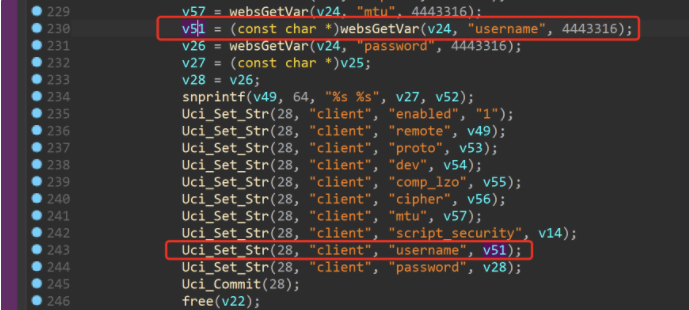 229 v57 = websGetVar(v24, "mtu", 4443316);
230 v51 = (const char *)websGetVar(v24, "username", 4443316);
231 v26 = websGetVar(v24, "password", 4443316);
232 v27 = (const char *)v25;
233 v28 = v26;
234 snprintf(v49, 64, "%s %s", v27, v52);
235 Uci_Set_Str(28, "client", "enabled", "1");
236 Uci_Set_Str(28, "client", "remote", v49);
237 Uci_Set_Str(28, "client", "proto", v53);
238 Uci_Set_Str(28, "client", "dev", v54);
239 Uci_Set_Str(28, "client", "comp_lzo", v55);
240 Uci_Set_Str(28, "client", "cipher", v56);
241 Uci_Set_Str(28, "client", "mtu", v57);
242 Uci_Set_Str(28, "client", "script_security", v14);
243 Uci_Set_Str(28, "client", "username", v51);
244 Uci_Set_Str(28, "client", "password", v28);
245 Uci_Commit(28);
246 free(v22);